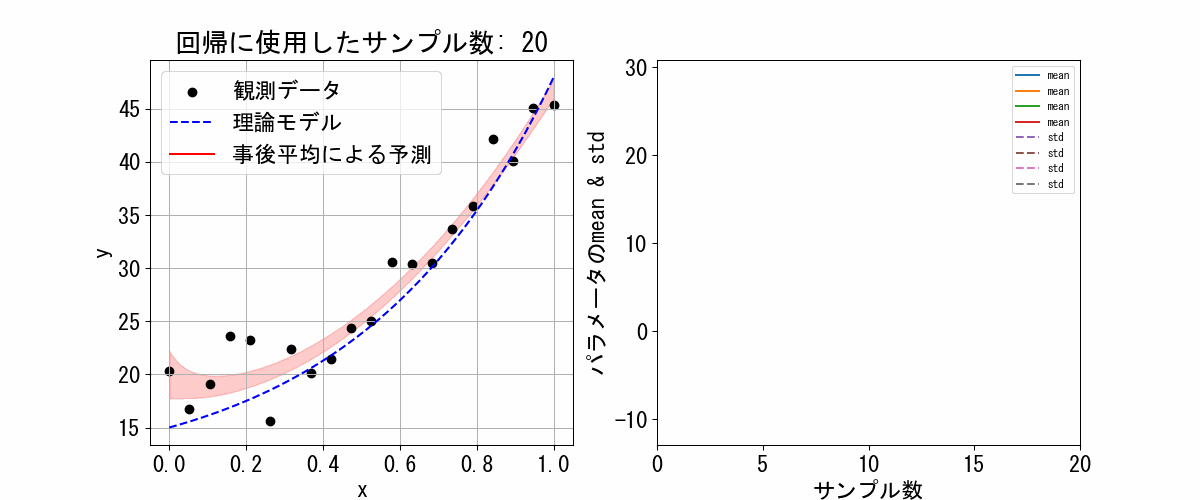 回帰に使用したサンプル数: 20
観測データ
理論モデル
事後平均による予測
y
45
40
35
30
25
20
15
0.0 0.2 0.4 0.6 0.8 1.0
x
mean
mean
mean
mean
std
std
std
std
パラメータのmean & std
30
20
10
0
-10
0 5 10 15 20
サンプル数